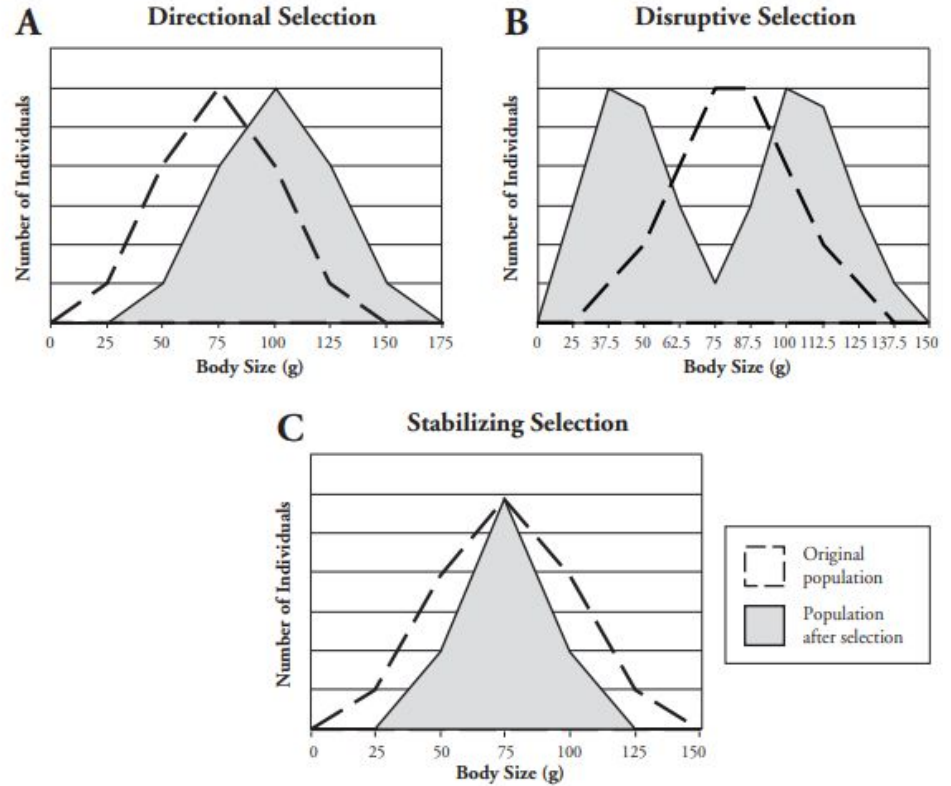 A
Directional Selection
Number of Individuals
0 25 50 75 100 125 150 175
Body Size (g)
B
Disruptive Selection
Number of Individuals
0 25 37.5 50 62.5 75 87.5 100 112.5 125 137.5 150
Body Size (g)
C
Stabilizing Selection
Number of Individuals
0 25 50 75 100 125 150
Body Size (g)
Original
population
Population
after selection